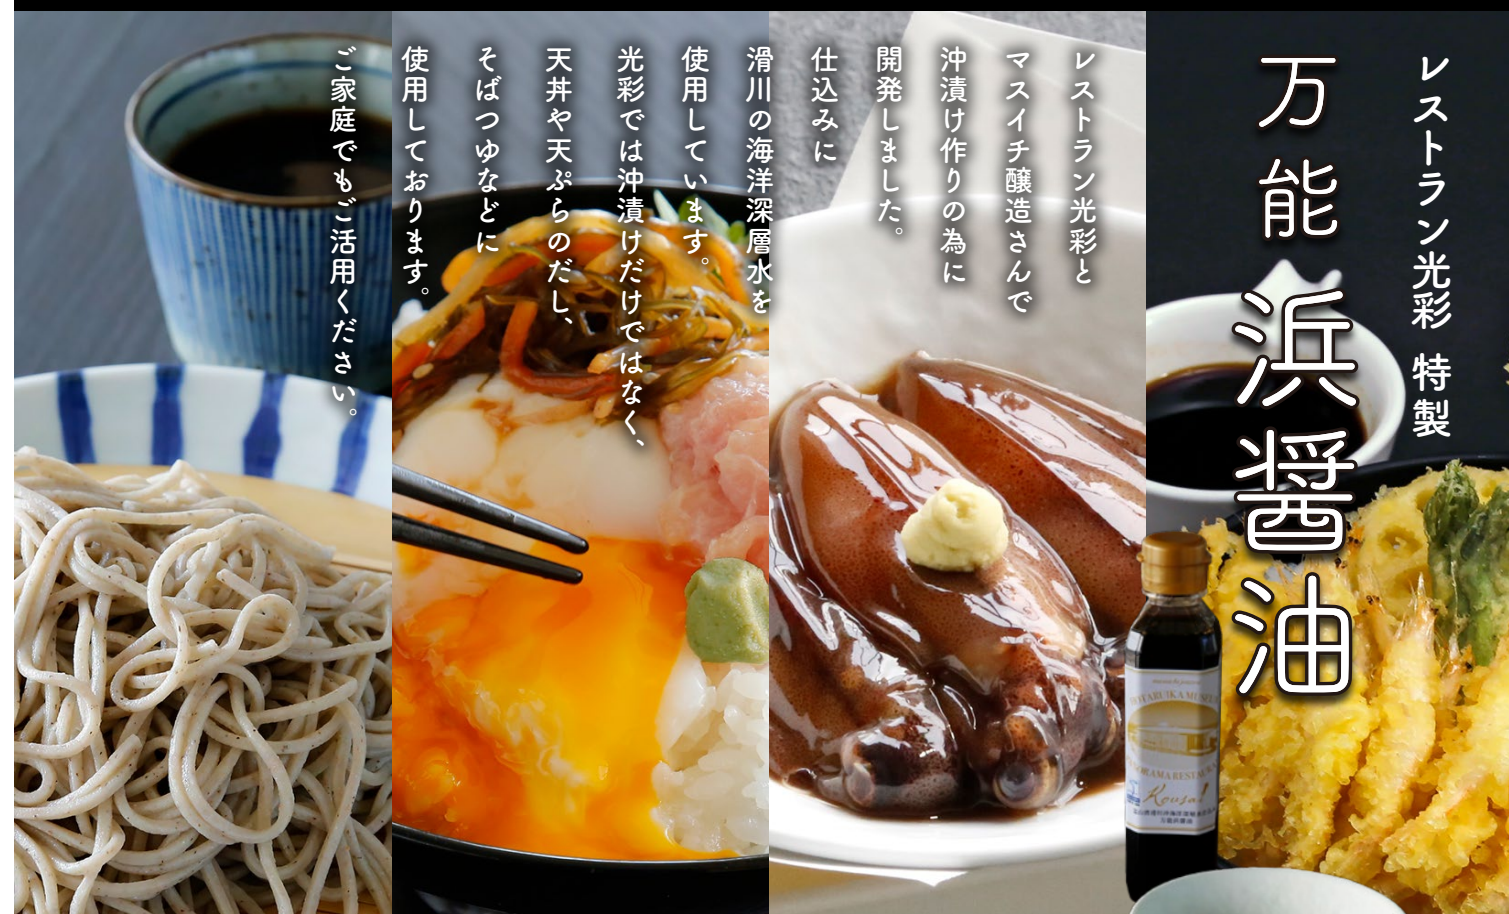 レストラン光彩 特製
万能浜醤油
レストラン光彩と
マスイチ醸造さんで
沖漬け作りの為に
開発しました。
仕込みに
滑川の海洋深層水を
使用しています。
光彩では沖漬けだけではなく、
天丼や天ぷらのだし、
そばつゆなどに
使用しております。
ご家庭でもご活用ください。
Kousai
万能浜醤油